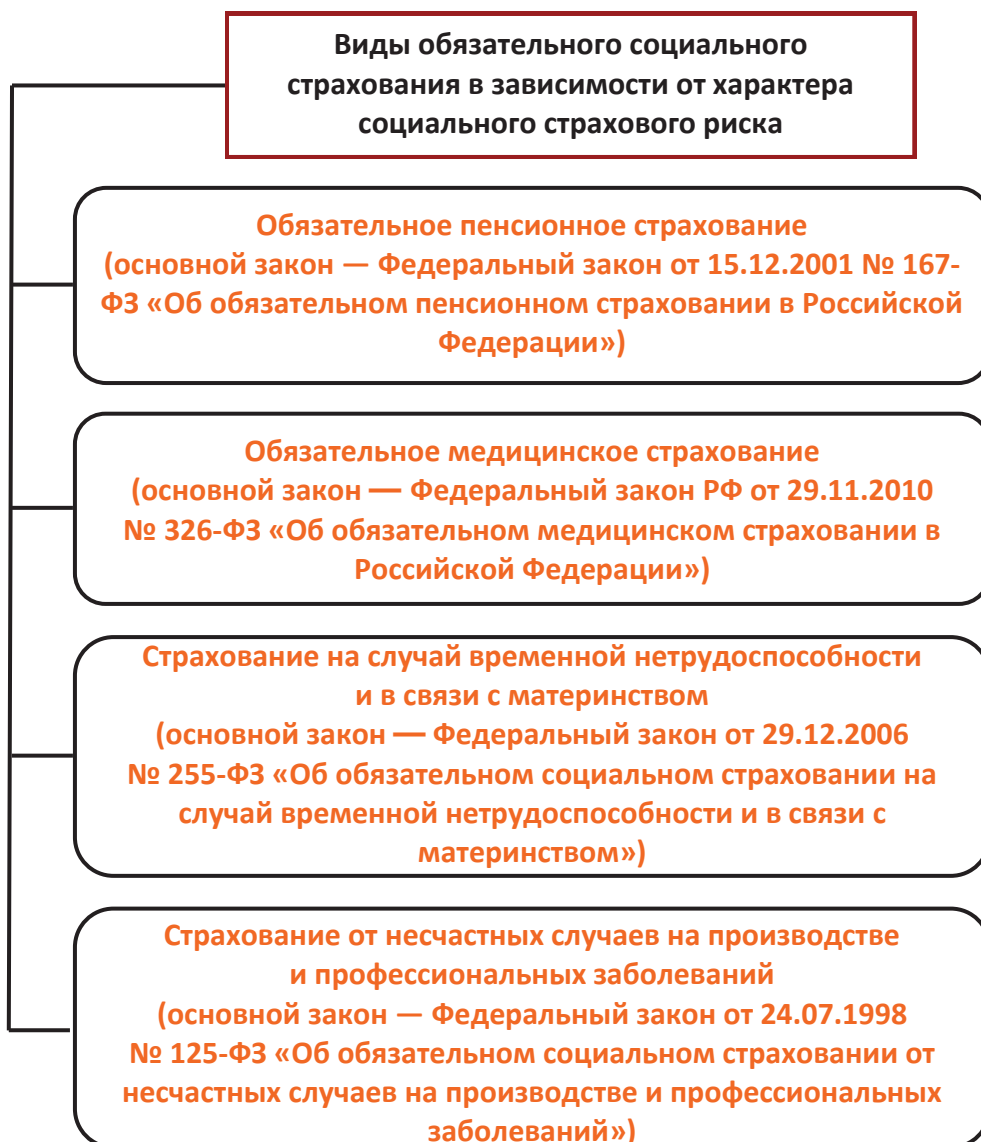 Виды обязательного социального
страхования в зависимости от характера
социального страхового риска
Обязательное пенсионное страхование
(основной закон — Федеральный закон от 15.12.2001 № 167-
ФЗ «Об обязательном пенсионном страховании в Российской
Федерации»)
Обязательное медицинское страхование
(основной закон — Федеральный закон РФ от 29.11.2010
№ 326-ФЗ «Об обязательном медицинском страховании в
Российской Федерации»)
Страхование на случай временной нетрудоспособности
и в связи с материнством
(основной закон — Федеральный закон от 29.12.2006
№ 255-ФЗ «Об обязательном социальном страховании на
случай временной нетрудоспособности и в связи с
материнством»)
Страхование от несчастных случаев на производстве
и профессиональных заболеваний
(основной закон — Федеральный закон от 24.07.1998
№ 125-ФЗ «Об обязательном социальном страховании от
несчастных случаев на производстве и профессиональных
заболеваний»)